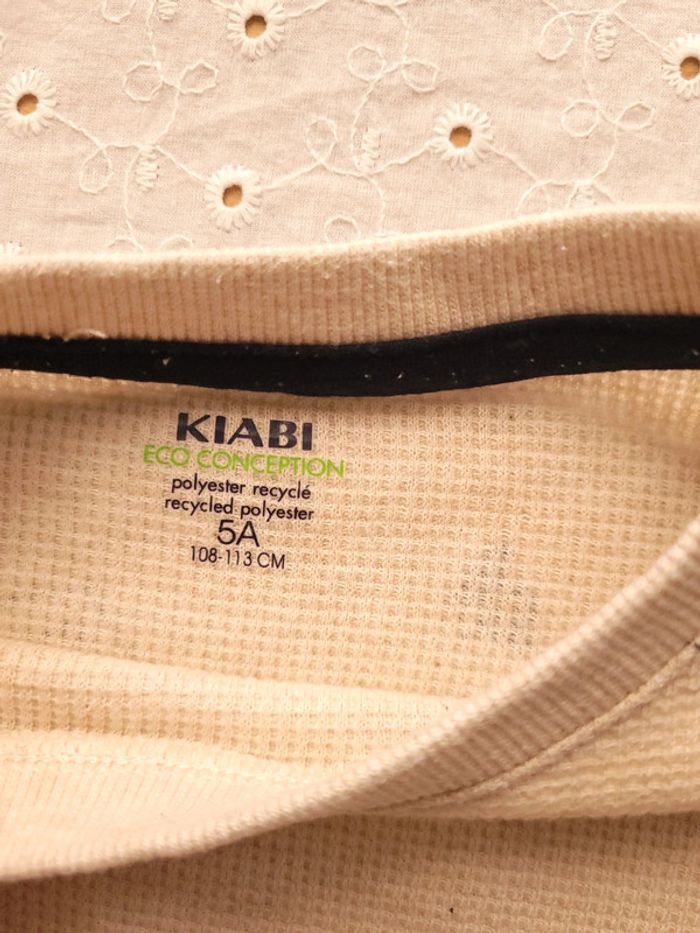 KIABI
ECO CONCEPTION
polyester recyclé
recycled polyester
5A
108-113 CM